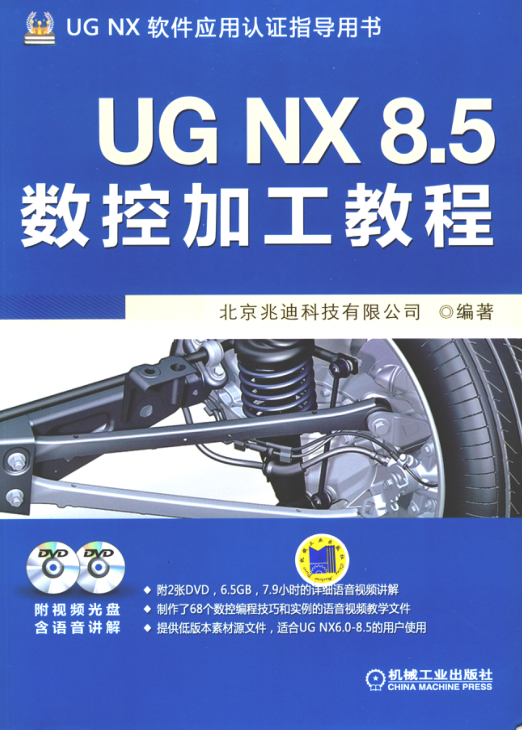 UG NX 软件应用认证指导用书
UG NX 8.5
数控加工教程
北京兆迪科技有限公司 ◎编著
DVD DVD
附视频光盘
含语音讲解
◆ 附2张DVD，6.5GB，7.9小时的详细语音视频讲解
◆ 制作了68个数控编程技巧和实例的语音视频教学文件
◆ 提供低版本素材源文件，适合UG NX6.0-8.5的用户使用
机械工业出版社
CHINA MACHINE PRESS